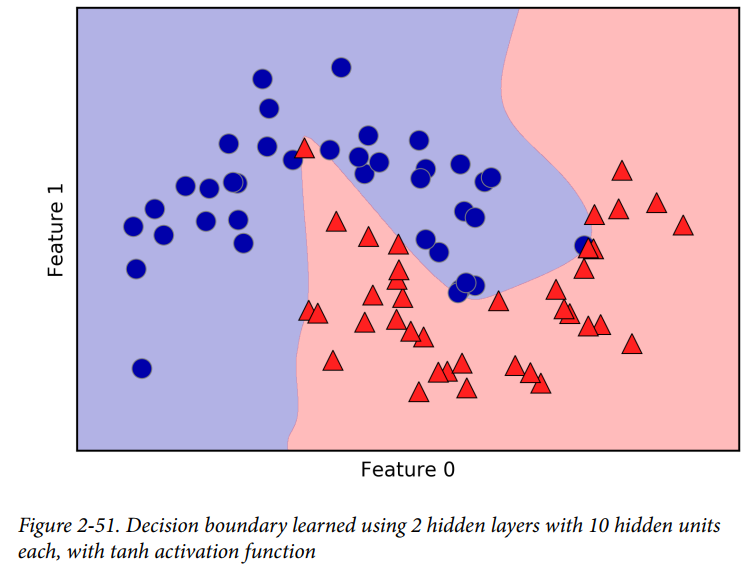 Feature 1
Feature 0
Figure 2-51. Decision boundary learned using 2 hidden layers with 10 hidden units
each, with tanh activation function